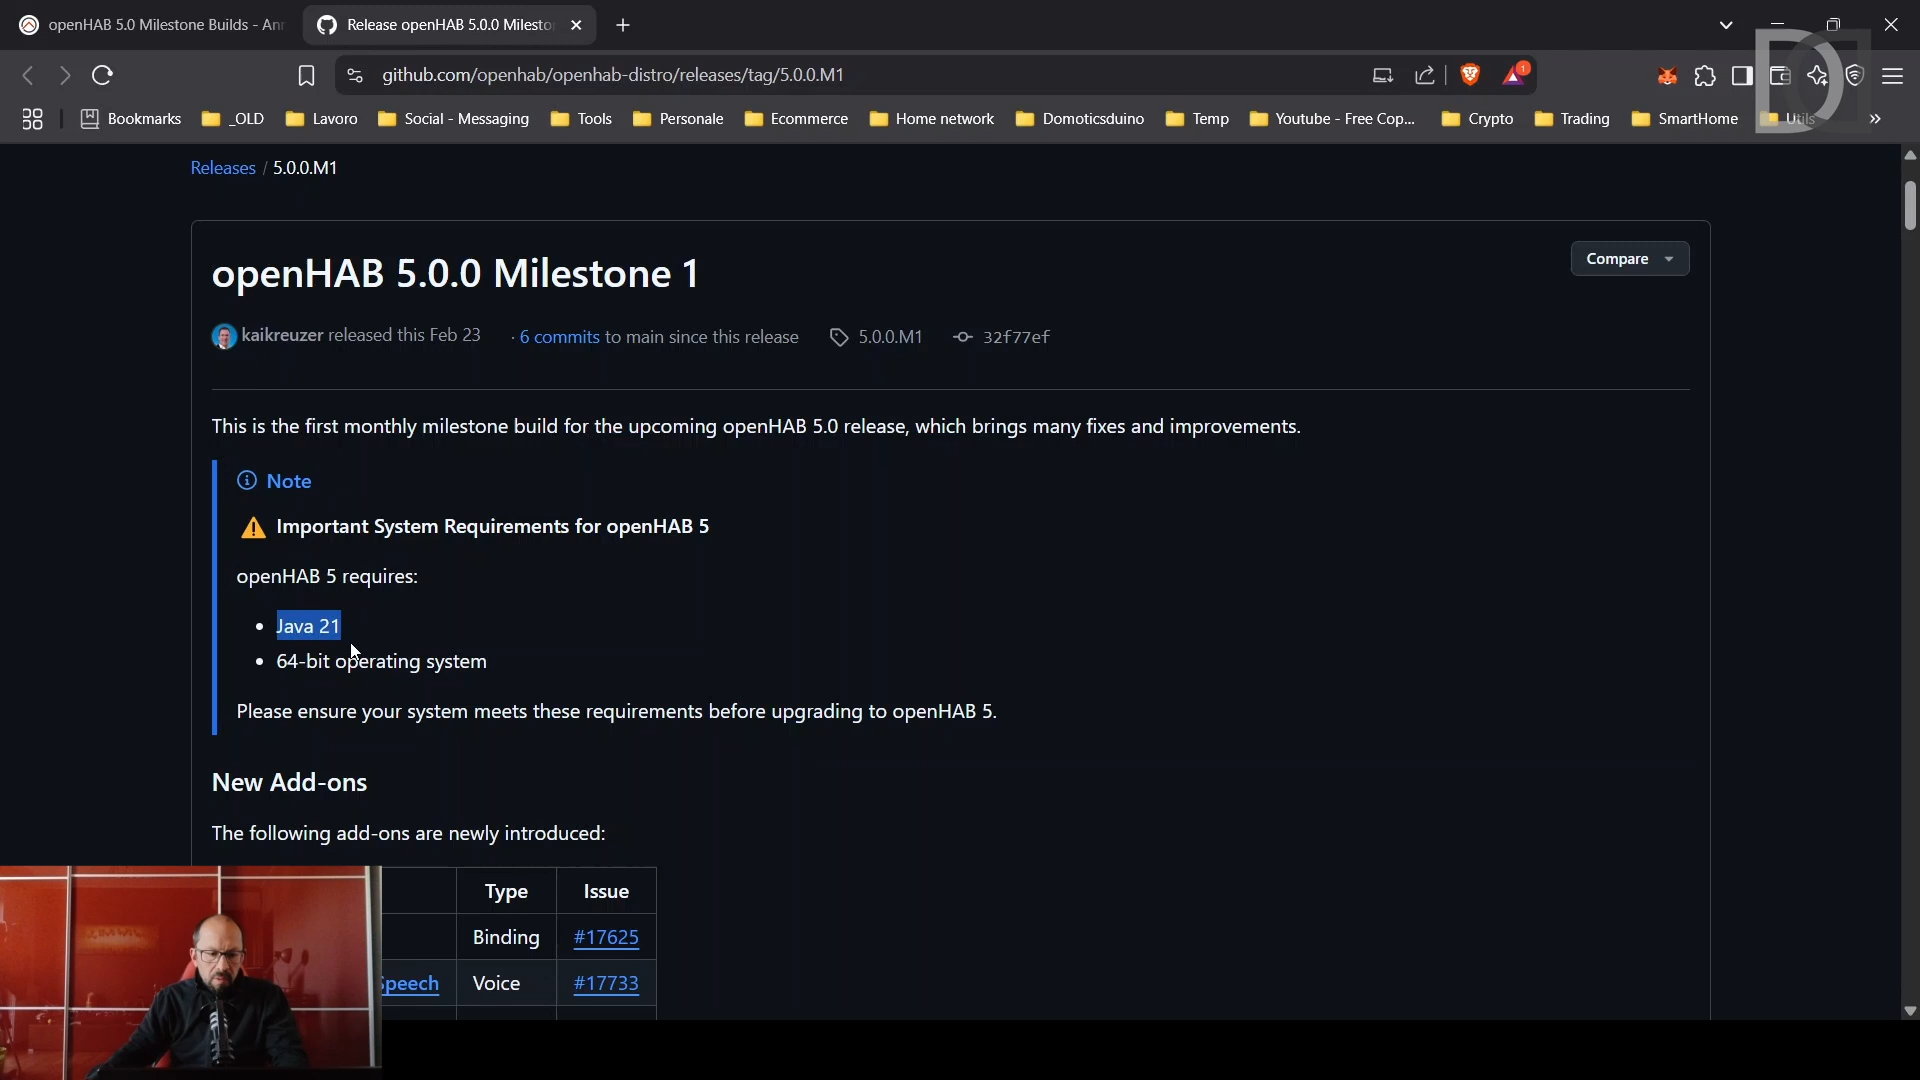 openHAB 5.0 Milestone Builds - An
Release openHAB 5.0.0 Milesto
github.com/openhab/openhab-distro/releases/tag/5.0.0.M1
1
Bookmarks
_OLD
Lavoro
Social - Messaging
Tools
Personale
Ecommerce
Home network
Domoticsduino
Temp
Youtube - Free Cop...
Crypto
Trading
SmartHome
Utils
»
Releases / 5.0.0.M1
openHAB 5.0.0 Milestone 1
Compare
kaikreuzer released this Feb 23 · 6 commits to main since this release 5.0.0.M1 32f77ef
This is the first monthly milestone build for the upcoming openHAB 5.0 release, which brings many fixes and improvements.
Note
Important System Requirements for openHAB 5
openHAB 5 requires:
• Java 21
• 64-bit operating system
Please ensure your system meets these requirements before upgrading to openHAB 5.
New Add-ons
The following add-ons are newly introduced:
Type Issue
Binding #17625
Speech Voice #17733